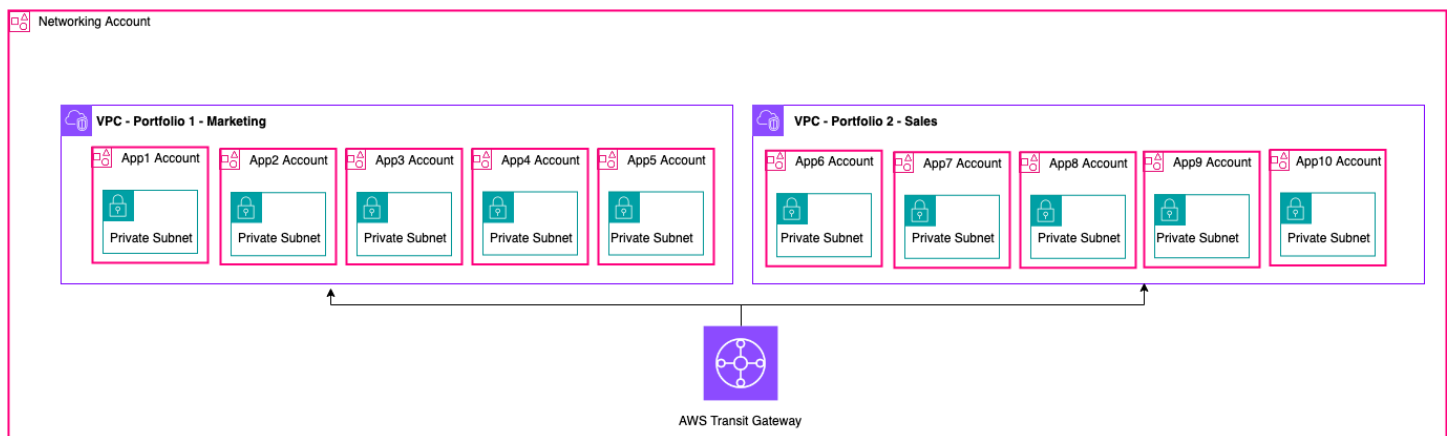 Networking Account
VPC - Portfolio 1 - Marketing
App1 Account
App2 Account
App3 Account
App4 Account
App5 Account
Private Subnet
Private Subnet
Private Subnet
Private Subnet
Private Subnet
VPC - Portfolio 2 - Sales
App6 Account
App7 Account
App8 Account
App9 Account
App10 Account
Private Subnet
Private Subnet
Private Subnet
Private Subnet
Private Subnet
AWS Transit Gateway